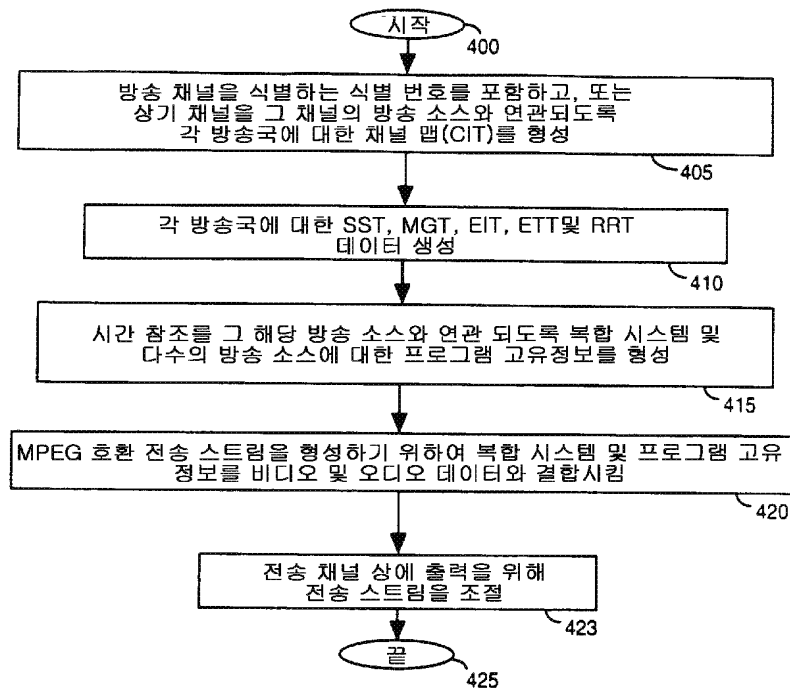 시작
400
방송 채널을 식별하는 식별 번호를 포함하고, 또는
상기 채널을 그 채널의 방송 소스와 연관되도록
각 방송국에 대한 채널 맵(CIT)를 형성
405
각 방송국에 대한 SST, MGT, EIT, ETT및 RRT
데이터 생성
410
시간 참조를 그 해당 방송 소스와 연관 되도록 복합 시스템 및
다수의 방송 소스에 대한 프로그램 고유정보를 형성
415
MPEG 호환 전송 스트림을 형성하기 위하여 복합 시스템 및 프로그램 고유
정보를 비디오 및 오디오 데이터와 결합시킴
420
전송 채널 상에 출력을 위해
전송 스트림을 조절
423
끝
425